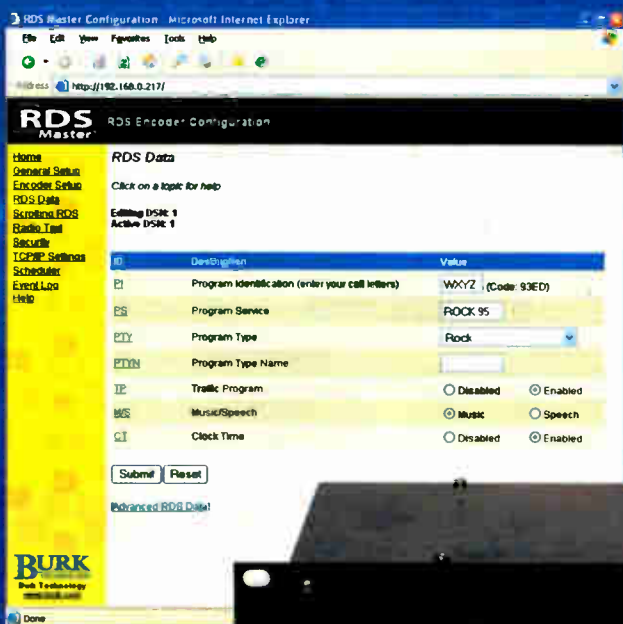 RDS Master Configuration - Microsoft Internet Explorer
File Edit View Favorites Tools Help
Address http://192.168.0.217/
RDS Master
RDS Encoder Configuration
Home
General Setup
Encoder Setup
RDS Data
Scrolling RDS
Radio Text
Security
TCP/IP Settings
Scheduler
Event Log
Help
RDS Data
Click on a topic for help
Editing DSN: 1
Active DSN: 1
ID Description Value
PI Program Identification (enter your call letters) WXYZ (Code: 93ED)
PS Program Service ROCK 95
PTY Program Type Rock
PTYN Program Type Name
TP Traffic Program Disabled Enabled
M/S Music/Speech Music Speech
CT Clock Time Disabled Enabled
Submit Reset
Advanced RDS Data
BURK
Burk Technology
Done